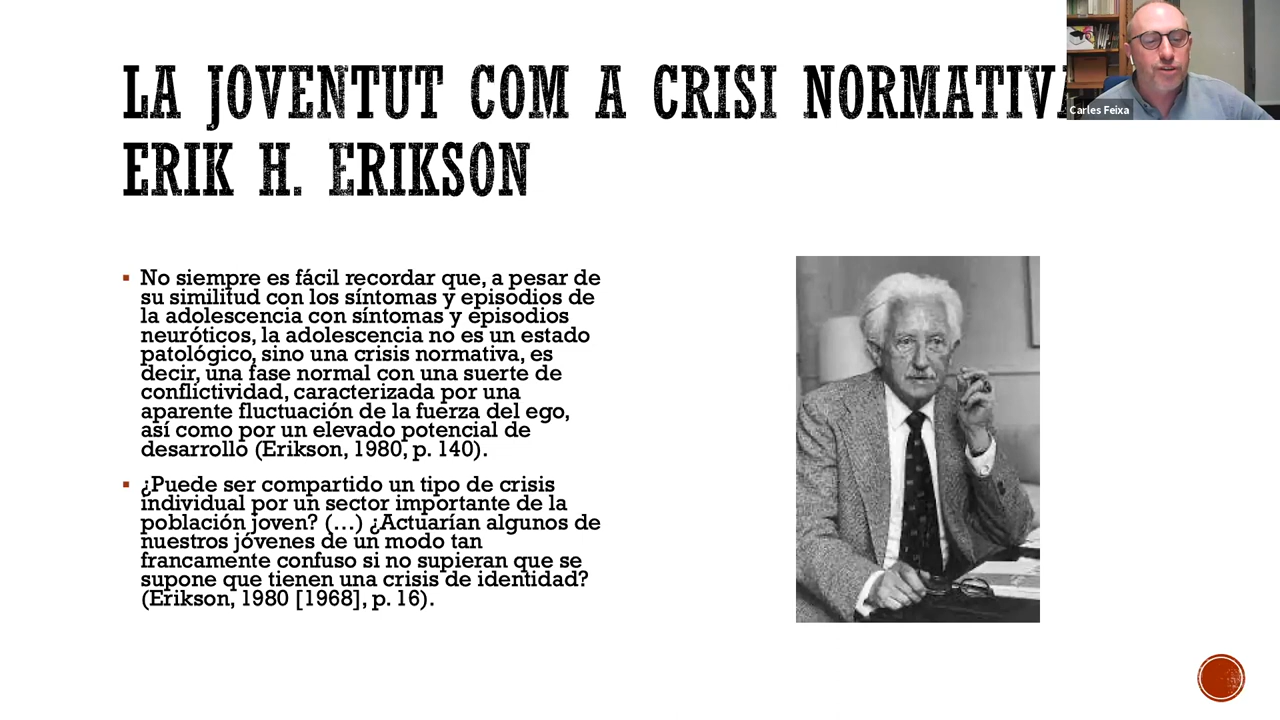 LA JOVENTUT COM A CRISI NORMATIVA
ERIK H. ERIKSON
Carles Feixa
▪ No siempre es fácil recordar que, a pesar de
su similitud con los síntomas y episodios de
la adolescencia con síntomas y episodios
neuróticos, la adolescencia no es un estado
patológico, sino una crisis normativa, es
decir, una fase normal con una suerte de
conflictividad, caracterizada por una
aparente fluctuación de la fuerza del ego,
así como por un elevado potencial de
desarrollo (Erikson, 1980, p. 140).
▪ ¿Puede ser compartido un tipo de crisis
individual por un sector importante de la
población joven? (…) ¿Actuarían algunos de
nuestros jóvenes de un modo tan
francamente confuso si no supieran que se
supone que tienen una crisis de identidad?
(Erikson, 1980 [1968], p. 16).